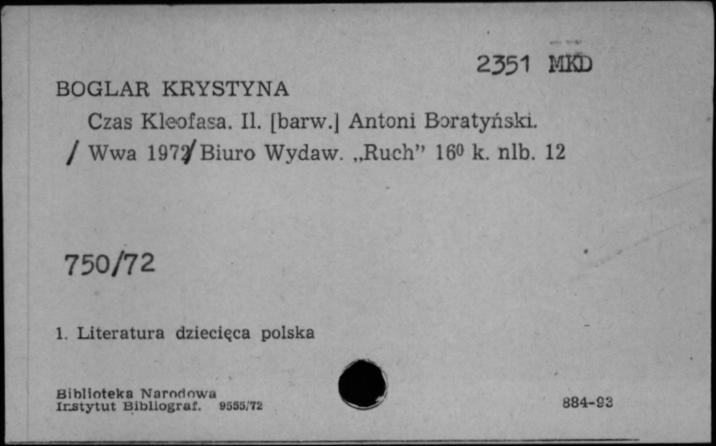 2351 MKD
BOGLAR KRYSTYNA
Czas Kleofasa. Il. [barw.] Antoni Boratyński.
/ Wwa 1972/ Biuro Wydaw. „Ruch” 16⁰ k. nlb. 12
750/72
1. Literatura dziecięca polska
Biblioteka Narodowa
Instytut Bibliograf. 9555/72
884-93